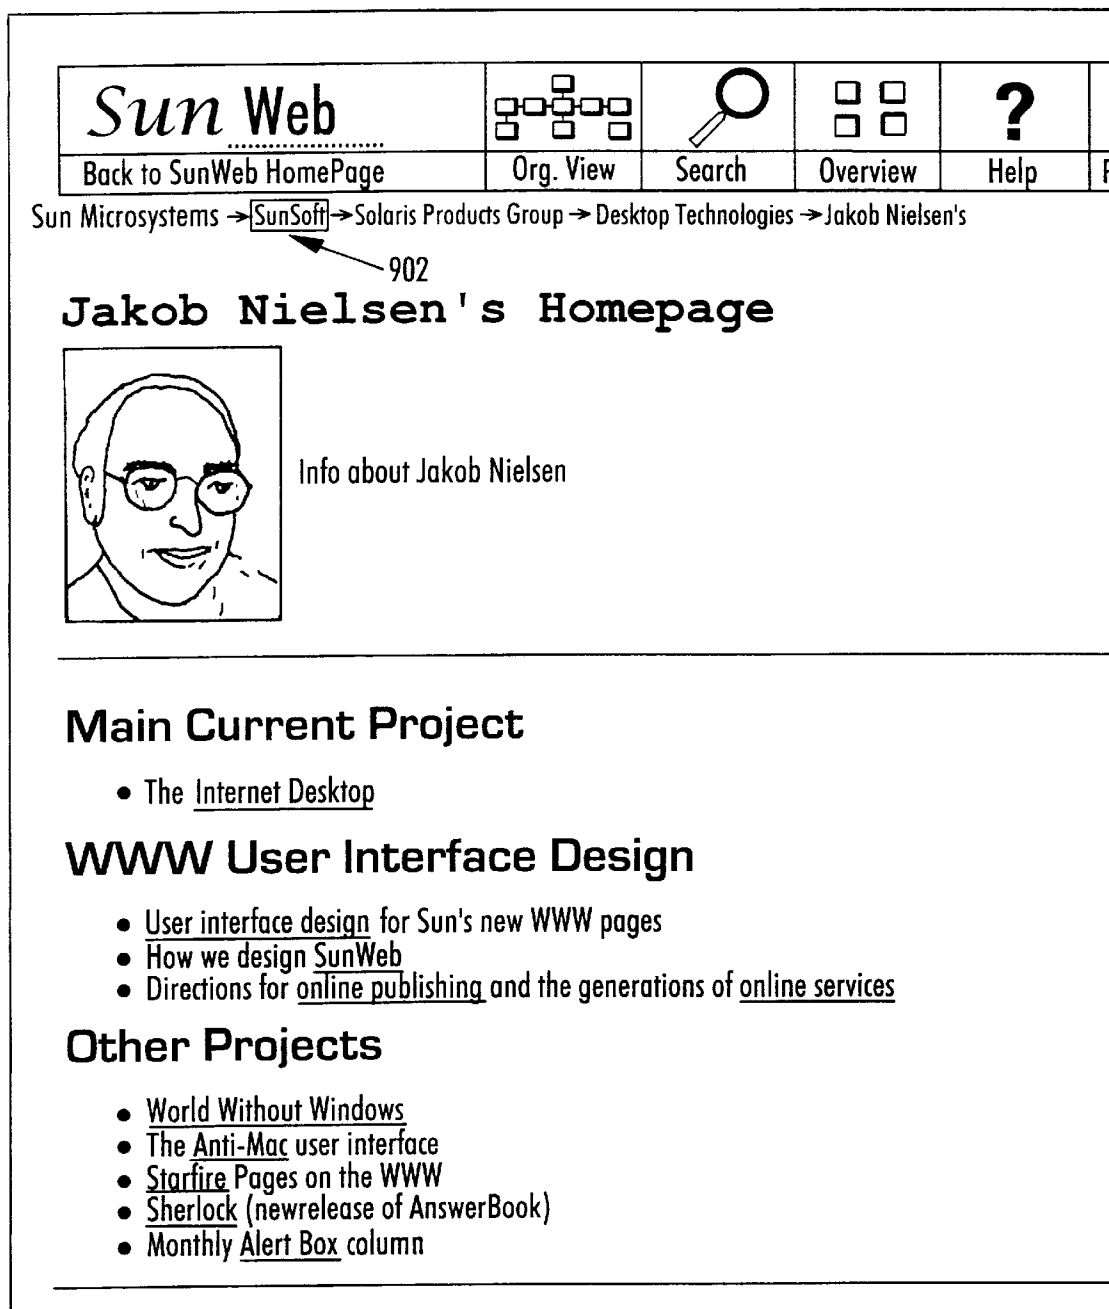 Sun Web
Back to SunWeb HomePage
Org. View
Search
Overview
?
Help
Sun Microsystems →SunSoft→Solaris Products Group → Desktop Technologies →Jakob Nielsen's
902
Jakob Nielsen's Homepage
Info about Jakob Nielsen
Main Current Project
• The Internet Desktop
WWW User Interface Design
• User interface design for Sun's new WWW pages
• How we design SunWeb
• Directions for online publishing and the generations of online services
Other Projects
• World Without Windows
• The Anti-Mac user interface
• Starfire Pages on the WWW
• Sherlock (newrelease of AnswerBook)
• Monthly Alert Box column